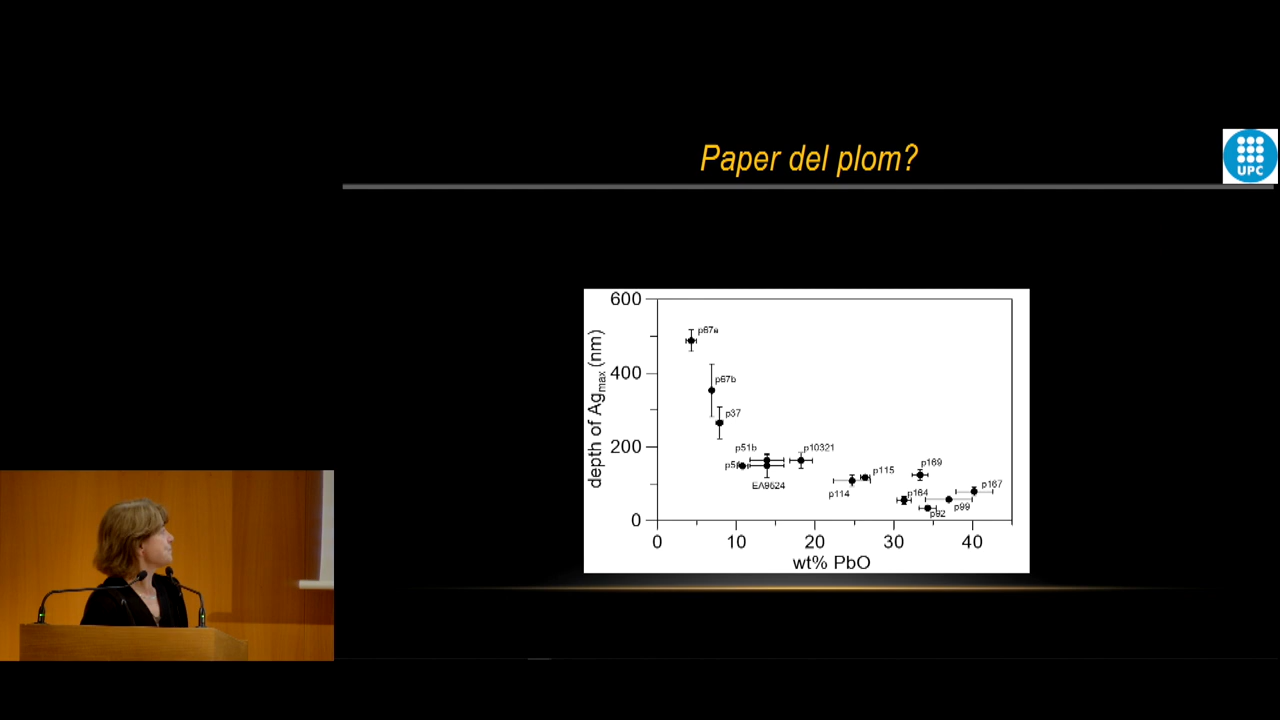 Paper del plom?
UPC
600
400
200
0
depth of Agmax (nm)
p67a
p67b
p37
p51b
p10321
EA9624
p114
p115
p169
p164
p92
p99
p167
0 10 20 30 40
wt% PbO